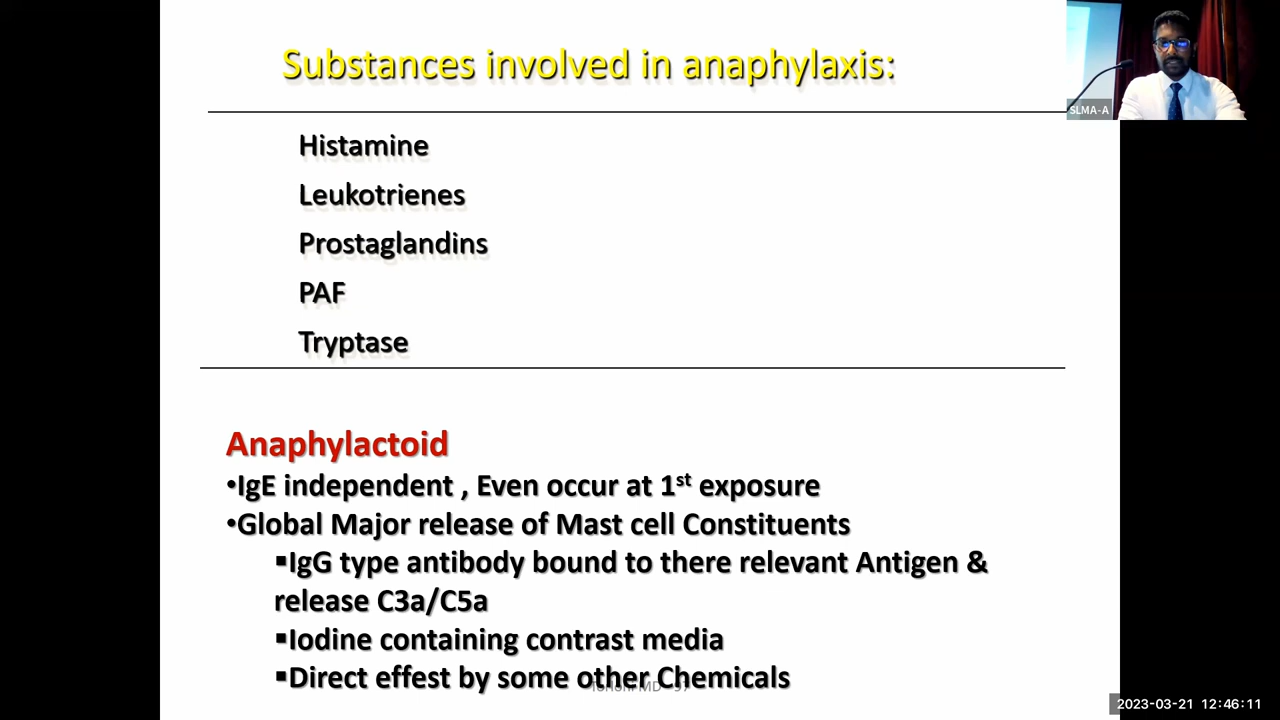 Substances involved in anaphylaxis:
SLMA-A
Histamine
Leukotrienes
Prostaglandins
PAF
Tryptase
Anaphylactoid
•IgE independent , Even occur at 1st exposure
•Global Major release of Mast cell Constituents
▪IgG type antibody bound to there relevant Antigen &
release C3a/C5a
▪Iodine containing contrast media
▪Direct effest by some other Chemicals
MD
2023-03-21 12:46:11